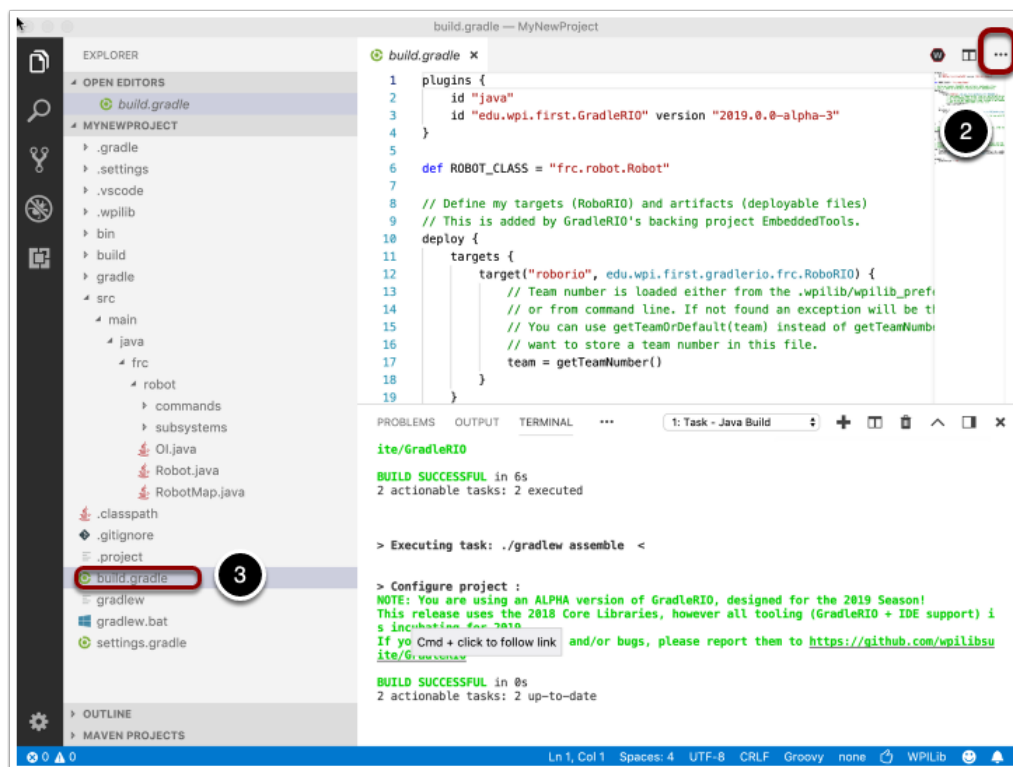 build.gradle — MyNewProject
EXPLORER
OPEN EDITORS
build.gradle
MYNEWPROJECT
.gradle
.settings
.vscode
.wpilib
bin
build
gradle
src
main
java
frc
robot
commands
subsystems
OI.java
Robot.java
RobotMap.java
.classpath
.gitignore
.project
build.gradle
3
gradlew
gradlew.bat
settings.gradle
OUTLINE
MAVEN PROJECTS
build.gradle ×
W
...
2
1 plugins {
2 id "java"
3 id "edu.wpi.first.GradleRIO" version "2019.0.0-alpha-3"
4 }
5
6 def ROBOT_CLASS = "frc.robot.Robot"
7
8 // Define my targets (RoboRIO) and artifacts (deployable files)
9 // This is added by GradleRIO's backing project EmbeddedTools.
10 deploy {
11 targets {
12 target("roborio", edu.wpi.first.gradlerio.frc.RoboRIO) {
13 // Team number is loaded either from the .wpilib/wpilib_prefe
14 // or from command line. If not found an exception will be t
15 // You can use getTeamOrDefault(team) instead of getTeamNumb
16 // want to store a team number in this file.
17 team = getTeamNumber()
18 }
19 }
PROBLEMS OUTPUT TERMINAL ... 1: Task - Java Build
ite/GradleRIO
BUILD SUCCESSFUL in 6s
2 actionable tasks: 2 executed
> Executing task: ./gradlew assemble <
> Configure project :
NOTE: You are using an ALPHA version of GradleRIO, designed for the 2019 Season!
This release uses the 2018 Core Libraries, however all tooling (GradleRIO + IDE support) i
s incubating for 2019
If yo Cmd + click to follow link and/or bugs, please report them to https://github.com/wpilibsu
ite/GradleRIO
BUILD SUCCESSFUL in 0s
2 actionable tasks: 2 up-to-date
0 0 Ln 1, Col 1 Spaces: 4 UTF-8 CRLF Groovy none WPILib